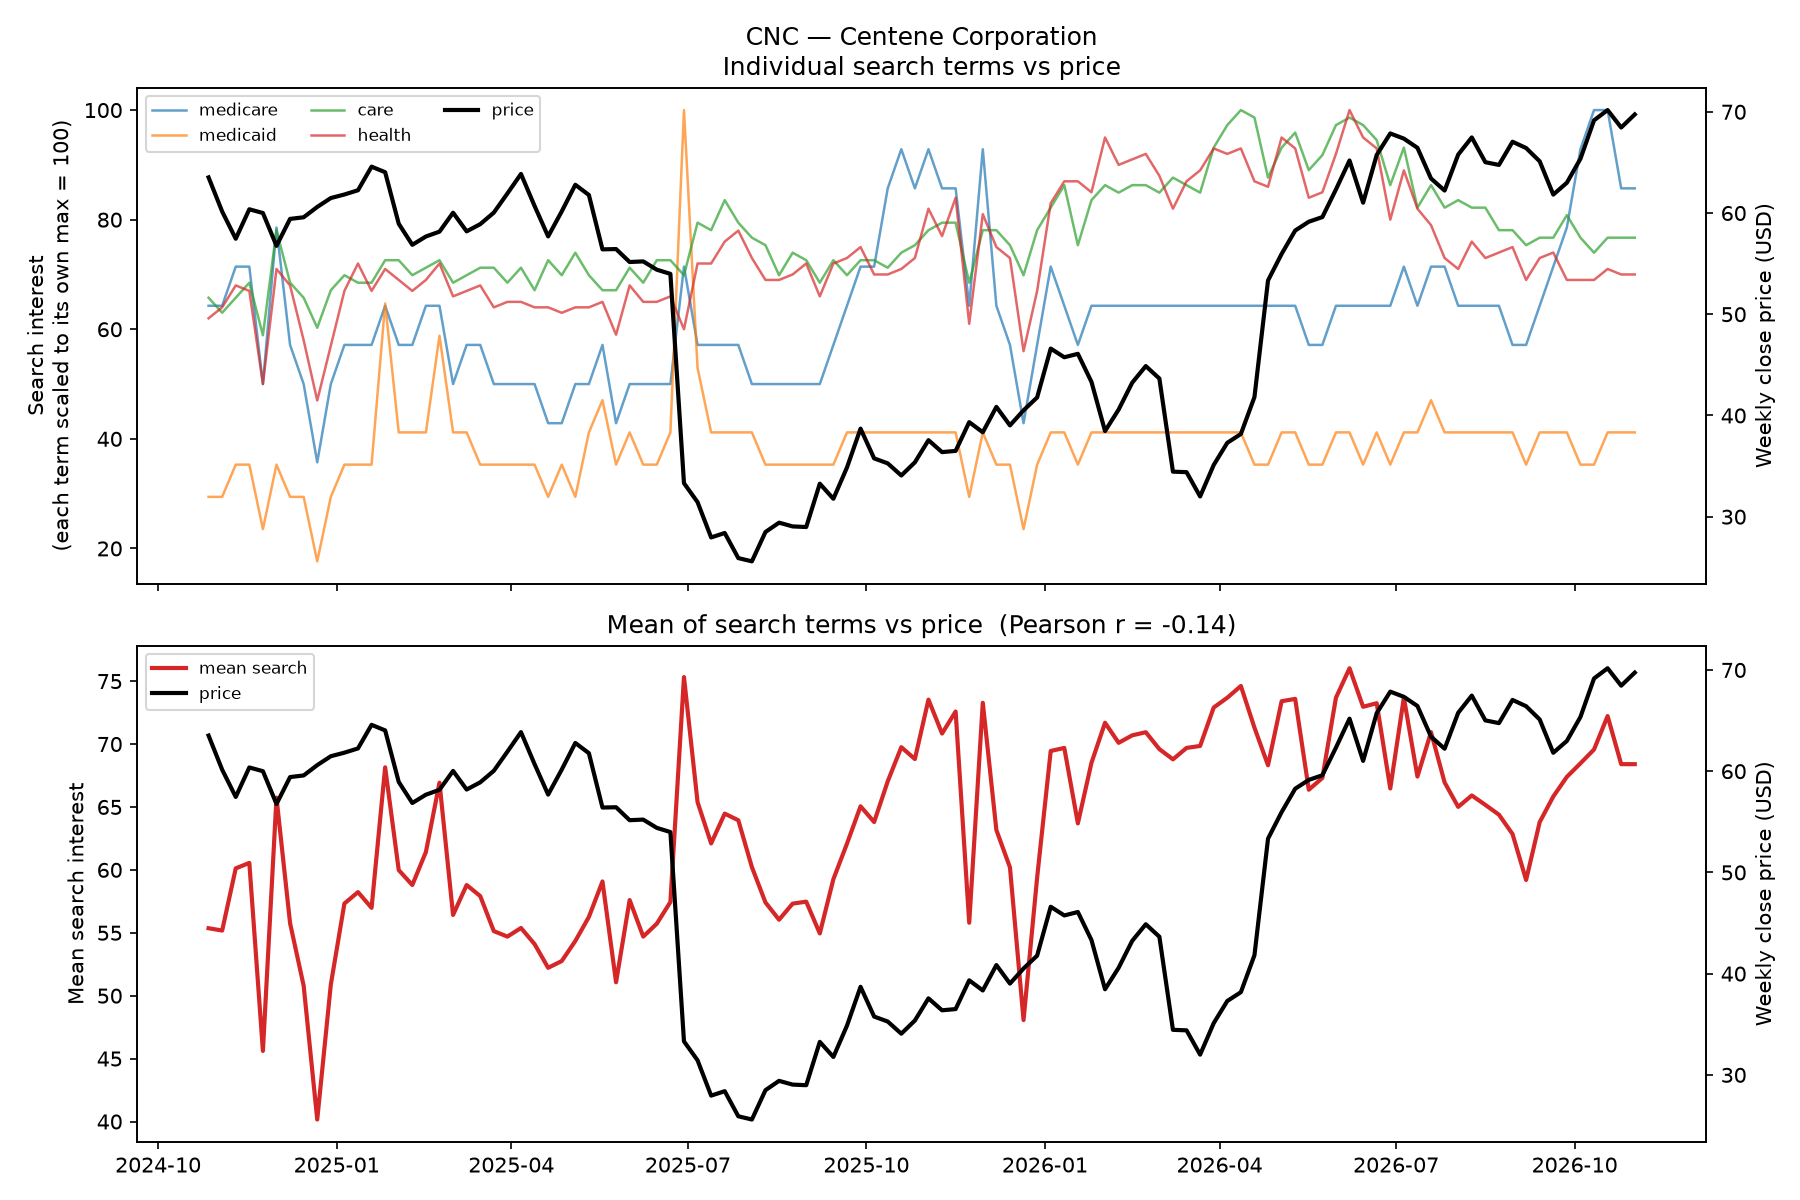 CNC — Centene Corporation
Individual search terms vs price
medicare
medicaid
care
health
price
Search interest
(each term scaled to its own max = 100)
100
80
60
40
20
70
60
50
40
30
Weekly close price (USD)
Mean of search terms vs price  (Pearson r = -0.14)
mean search
price
Mean search interest
75
70
65
60
55
50
45
40
70
60
50
40
30
Weekly close price (USD)
2024-10
2025-01
2025-04
2025-07
2025-10
2026-01
2026-04
2026-07
2026-10